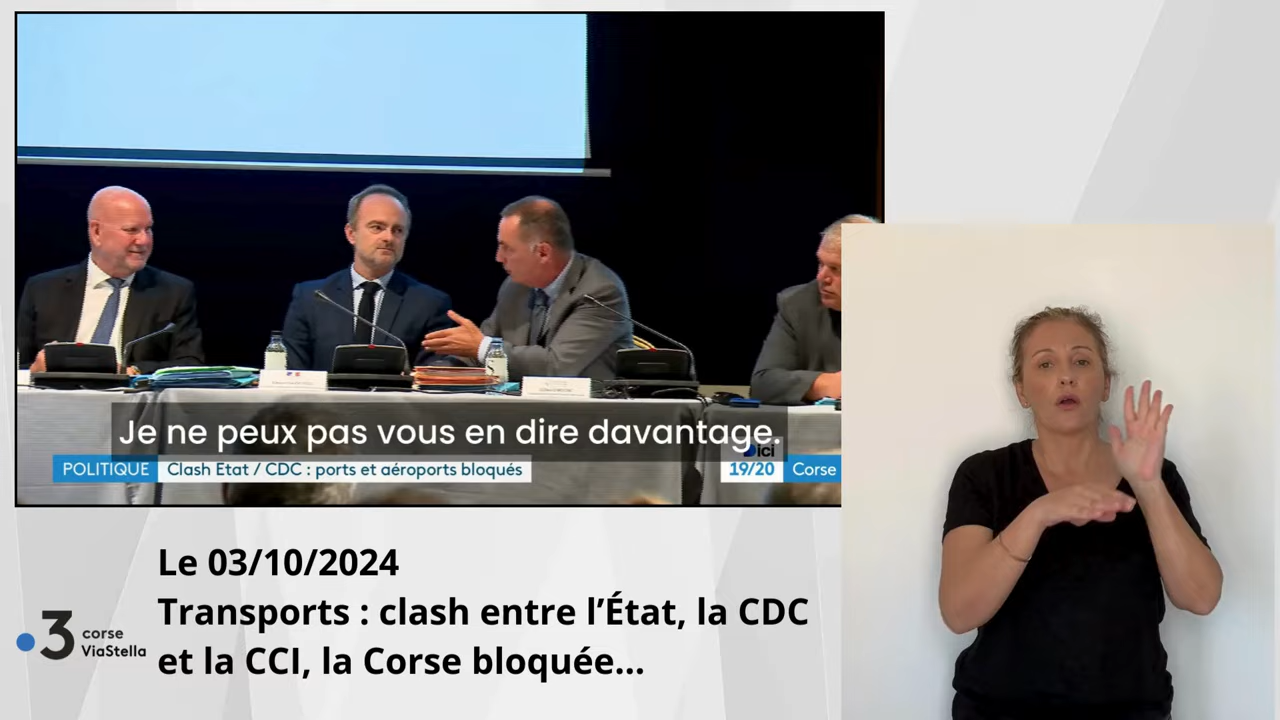 Je ne peux pas vous en dire davantage.
ici
POLITIQUE Clash Etat / CDC : ports et aéroports bloqués
19/20 Corse
Le 03/10/2024
Transports : clash entre l’État, la CDC
et la CCI, la Corse bloquée...
3 corse
ViaStella